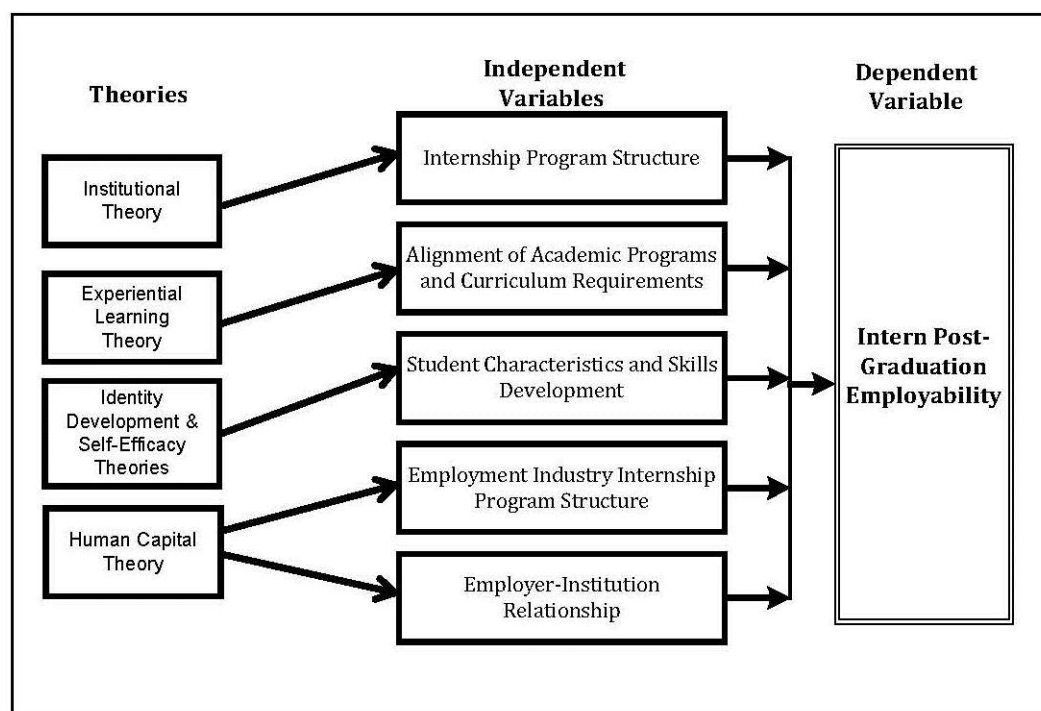 Theories
Independent
Variables
Dependent
Variable
Institutional
Theory
Experiential
Learning
Theory
Identity
Development &
Self-Efficacy
Theories
Human Capital
Theory
Internship Program Structure
Alignment of Academic Programs
and Curriculum Requirements
Student Characteristics and Skills
Development
Employment Industry Internship
Program Structure
Employer-Institution
Relationship
Intern Post-
Graduation
Employability